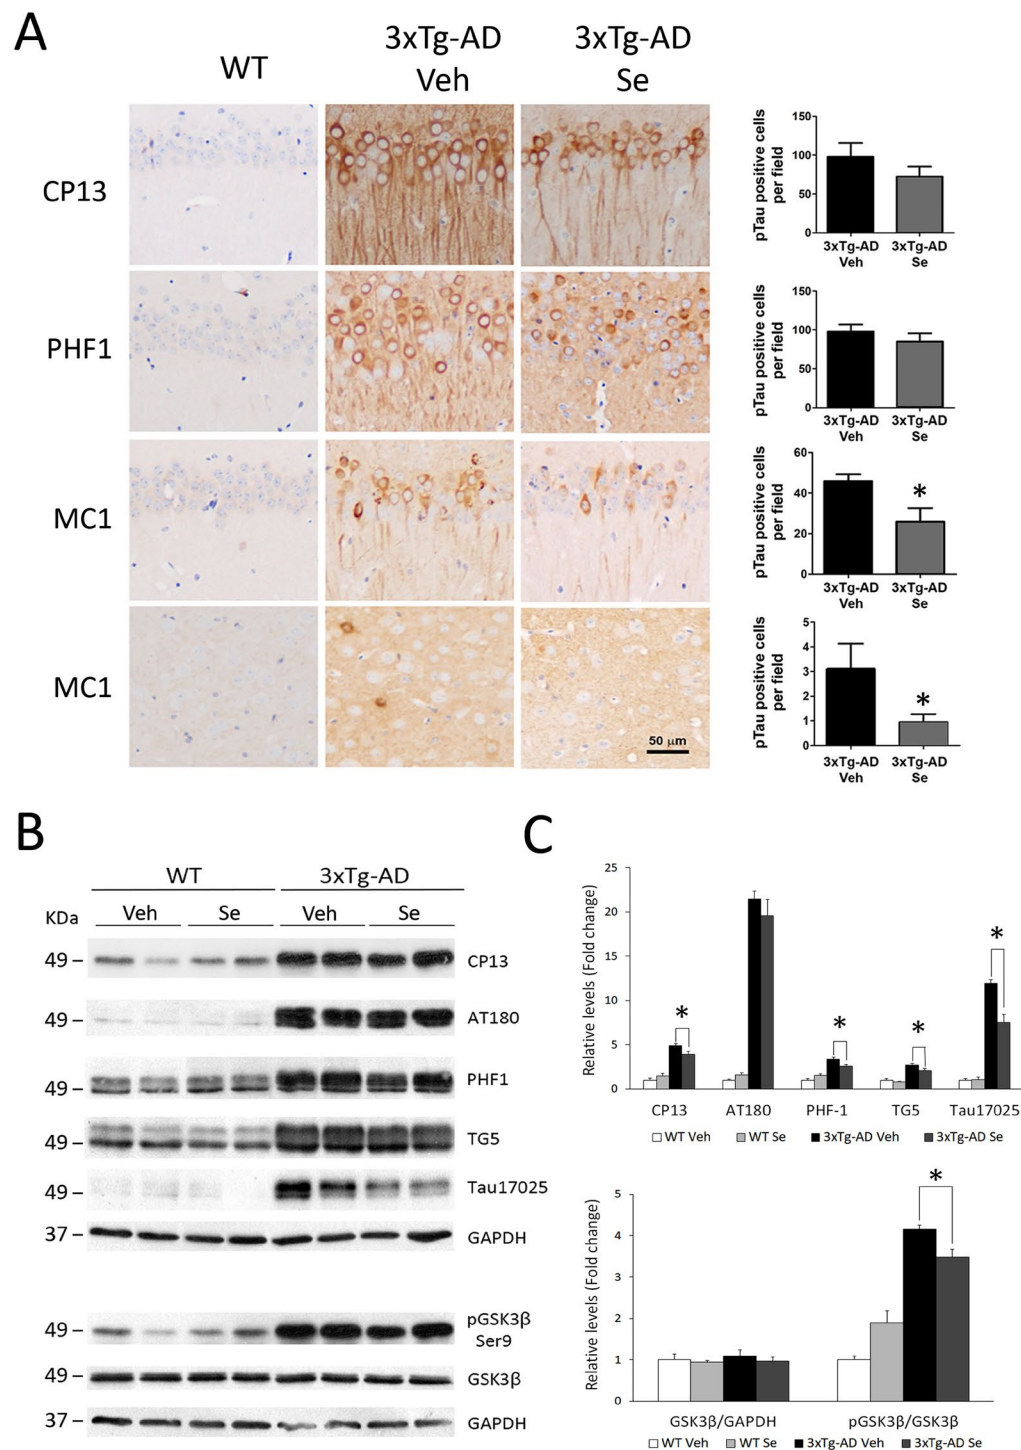 A
WT
3xTg-AD
Veh
3xTg-AD
Se
CP13
pTau positive cells
per field
150
100
50
0
3xTg-AD
Veh
3xTg-AD
Se
PHF1
pTau positive cells
per field
150
100
50
0
3xTg-AD
Veh
3xTg-AD
Se
MC1
pTau positive cells
per field
60
40
20
0
*
3xTg-AD
Veh
3xTg-AD
Se
MC1
50 μm
pTau positive cells
per field
5
4
3
2
1
0
*
3xTg-AD
Veh
3xTg-AD
Se
B
WT
3xTg-AD
KDa
Veh
Se
Veh
Se
49 –
CP13
49 –
AT180
49 –
PHF1
49 –
TG5
49 –
Tau17025
37 –
GAPDH
49 –
pGSK3β
Ser9
49 –
GSK3β
37 –
GAPDH
C
Relative levels (Fold change)
25
20
15
10
5
0
*
*
*
*
CP13
AT180
PHF-1
TG5
Tau17025
WT Veh
WT Se
3xTg-AD Veh
3xTg-AD Se
Relative levels (Fold change)
5
4
3
2
1
0
*
GSK3β/GAPDH
pGSK3β/GSK3β
WT Veh
WT Se
3xTg-AD Veh
3xTg-AD Se